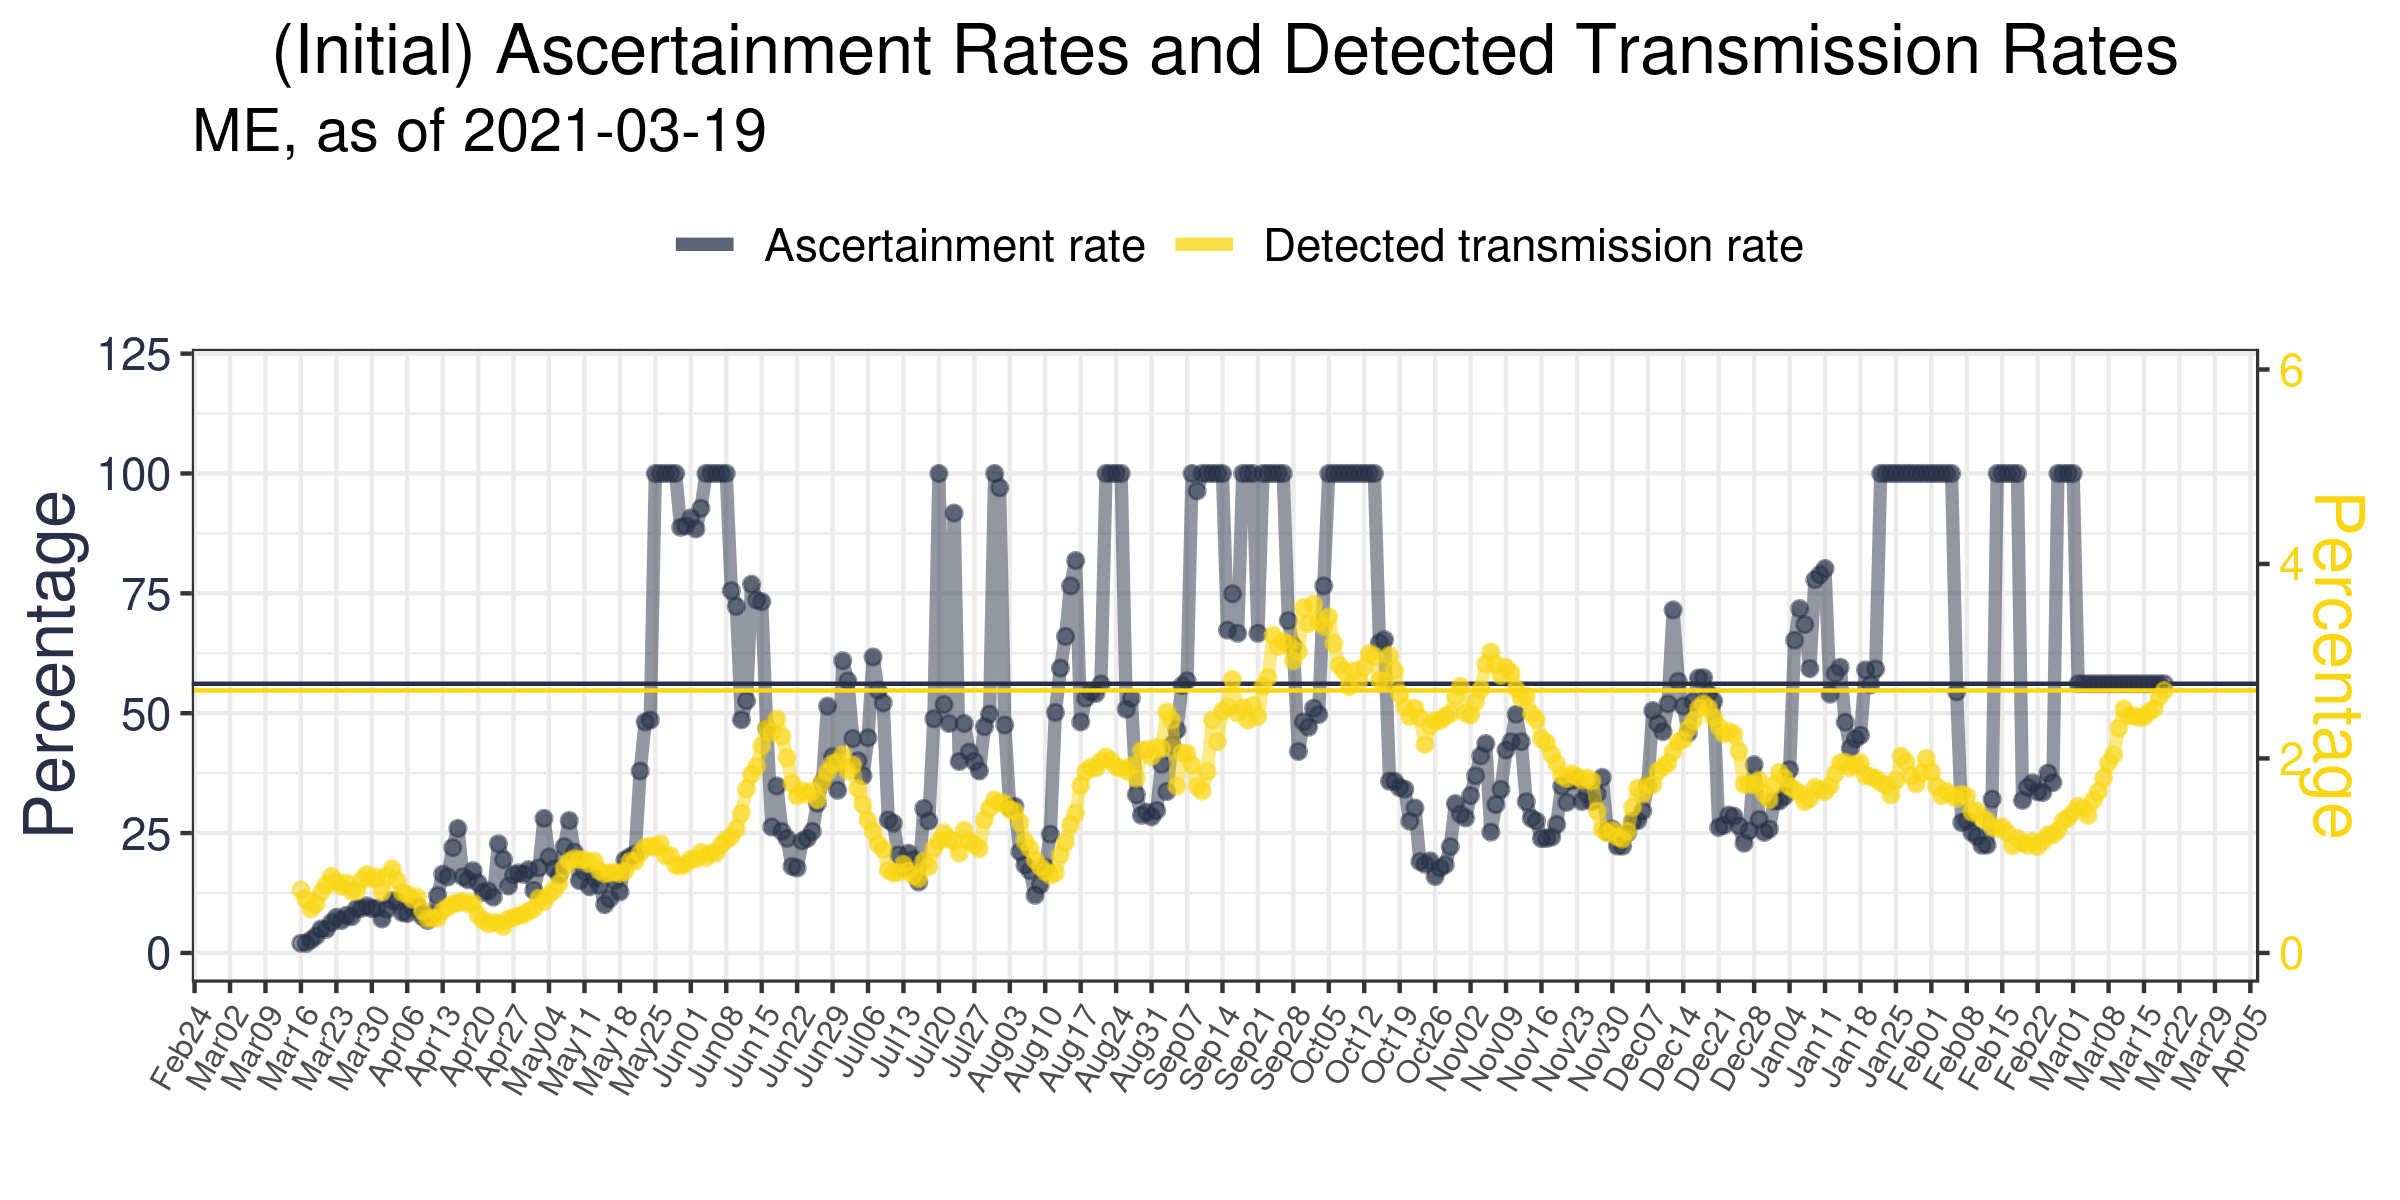 (Initial) Ascertainment Rates and Detected Transmission Rates
ME, as of 2021-03-19
Ascertainment rate
Detected transmission rate
Percentage
125
100
75
50
25
0
6
4
2
0
Percentage
Feb24
Mar02
Mar09
Mar16
Mar23
Mar30
Apr06
Apr13
Apr20
Apr27
May04
May11
May18
May25
Jun01
Jun08
Jun15
Jun22
Jun29
Jul06
Jul13
Jul20
Jul27
Aug03
Aug10
Aug17
Aug24
Aug31
Sep07
Sep14
Sep21
Sep28
Oct05
Oct12
Oct19
Oct26
Nov02
Nov09
Nov16
Nov23
Nov30
Dec07
Dec14
Dec21
Dec28
Jan04
Jan11
Jan18
Jan25
Feb01
Feb08
Feb15
Feb22
Mar01
Mar08
Mar15
Mar22
Mar29
Apr05